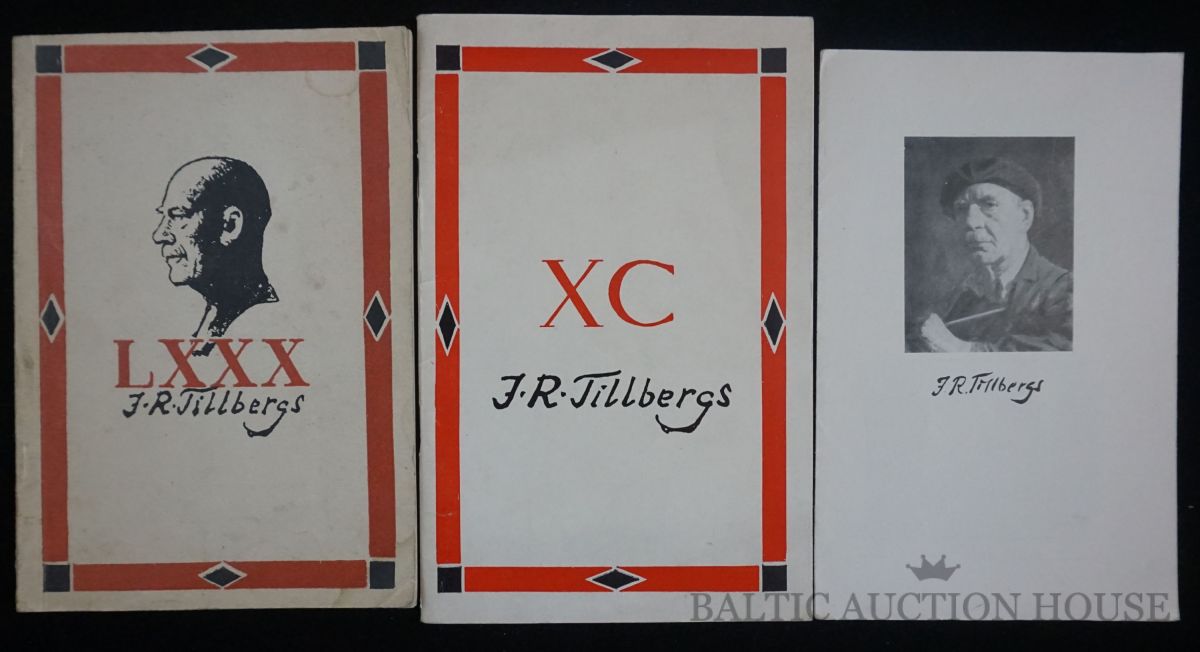 LXXX
J.R.Tillbergs
XC
J.R.Tillbergs
J.R.Tillbergs
BALTIC AUCTION HOUSE